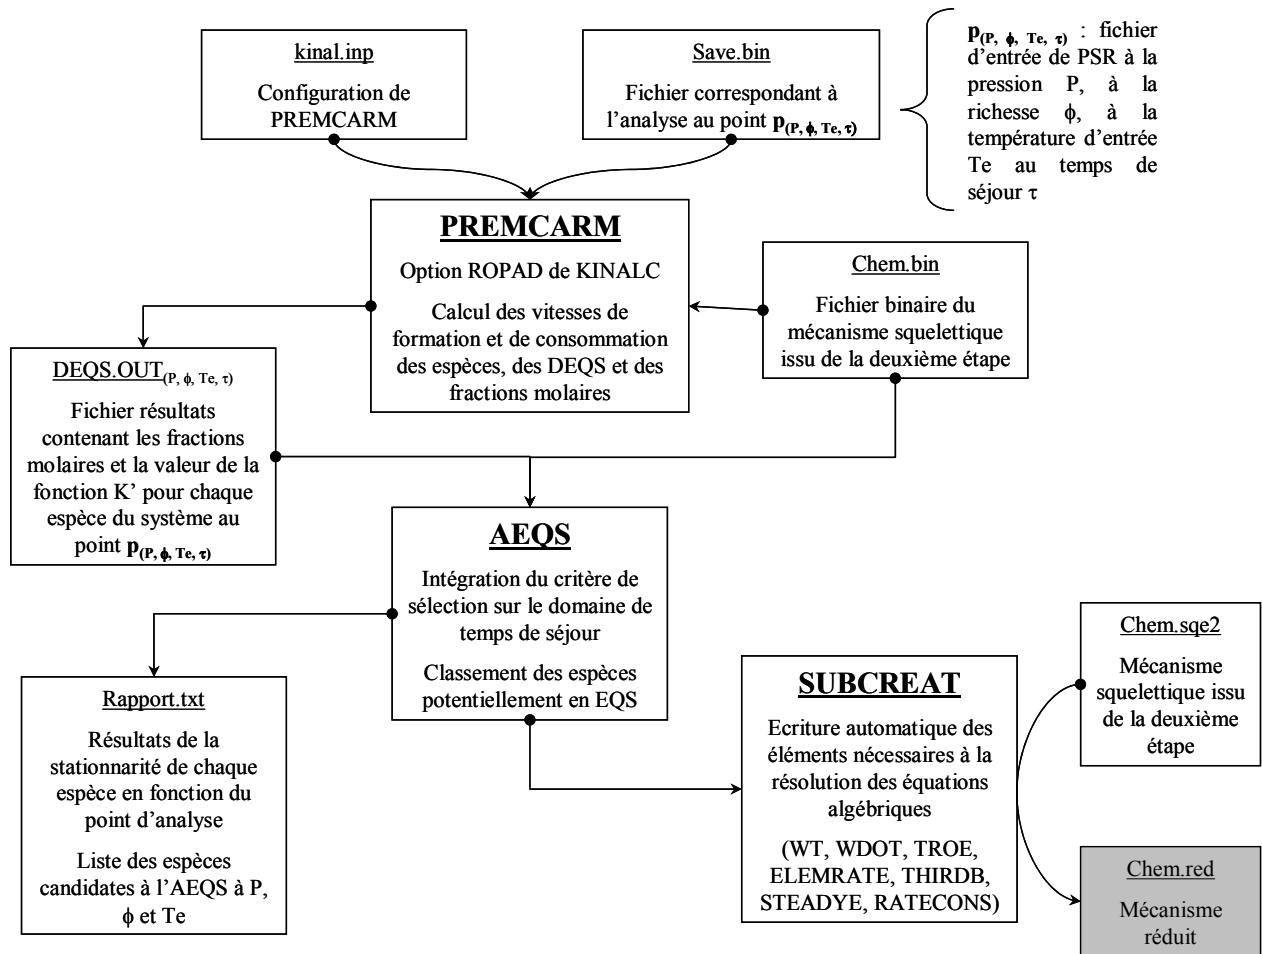 kinal.inp
Configuration de
PREMCARM
Save.bin
Fichier correspondant à
l’analyse au point p(P, ϕ, Te, τ)
p(P, ϕ, Te, τ) : fichier
d’entrée de PSR à la
pression P, à la
richesse ϕ, à la
température d’entrée
Te au temps de
séjour τ
PREMCARM
Option ROPAD de KINALC
Calcul des vitesses de
formation et de consommation
des espèces, des DEQS et des
fractions molaires
Chem.bin
Fichier binaire du
mécanisme squelettique
issu de la deuxième étape
DEQS.OUT(P, ϕ, Te, τ)
Fichier résultats
contenant les fractions
molaires et la valeur de la
fonction K’ pour chaque
espèce du système au
point p(P, ϕ, Te, τ)
AEQS
Intégration du critère de
sélection sur le domaine de
temps de séjour
Classement des espèces
potentiellement en EQS
Rapport.txt
Résultats de la
stationnarité de chaque
espèce en fonction du
point d’analyse
Liste des espèces
candidates à l’AEQS à P,
ϕ et Te
SUBCREAT
Ecriture automatique des
éléments nécessaires à la
résolution des équations
algébriques
(WT, WDOT, TROE,
ELEMRATE, THIRDB,
STEADYE, RATECONS)
Chem.sqe2
Mécanisme
squelettique issu
de la deuxième
étape
Chem.red
Mécanisme
réduit